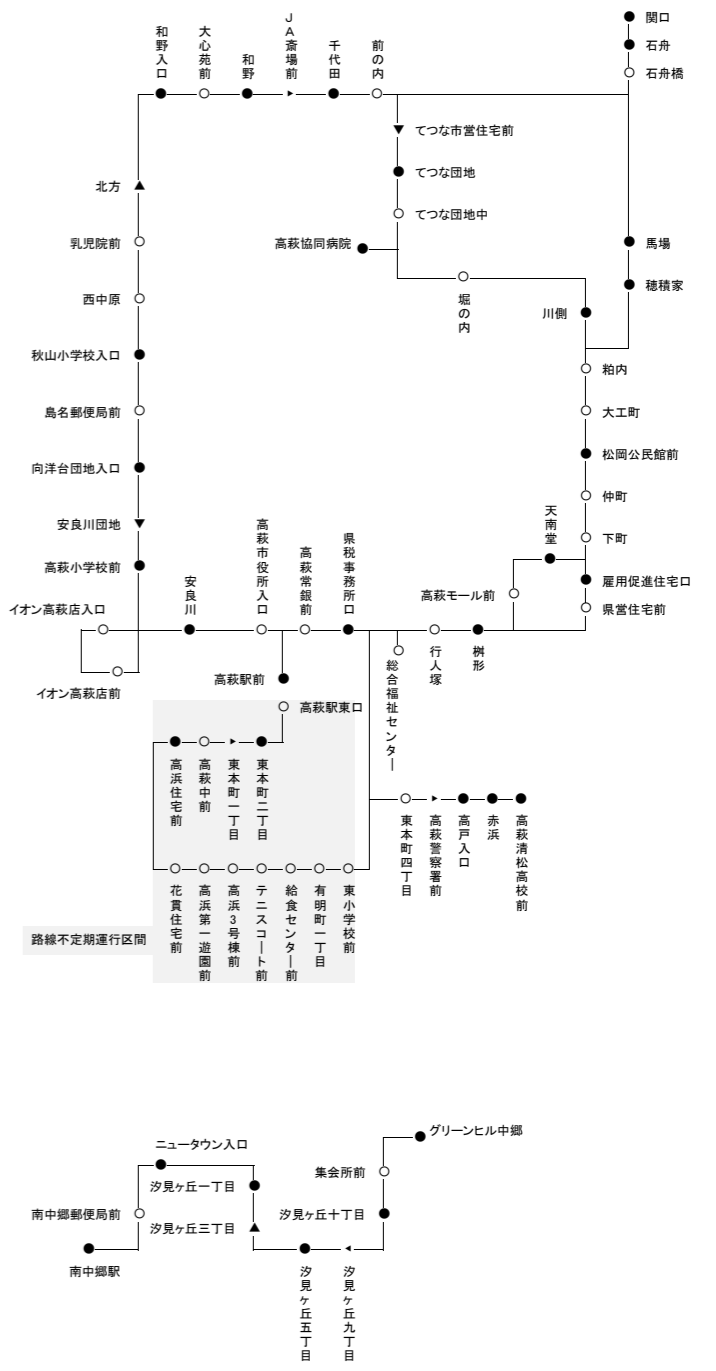 関口
石舟
石舟橋
和野入口
大心苑前
和野
JA斎場前
千代田
前の内
てつな市営住宅前
てつな団地
てつな団地中
高萩協同病院
堀の内
川側
馬場
穂積家
北方
乳児院前
西中原
秋山小学校入口
島名郵便局前
向洋台団地入口
安良川団地
高萩小学校前
イオン高萩店入口
イオン高萩店前
粕内
大工町
松岡公民館前
仲町
下町
天南堂
雇用促進住宅口
県営住宅前
高萩モール前
安良川
高萩市役所入口
高萩常銀前
県税事務所口
総合福祉センター
行人塚
桝形
高萩駅前
高萩駅東口
高浜住宅前
高萩中前
東本町一丁目
東本町二丁目
東本町四丁目
高萩警察署前
高戸入口
赤浜
高萩清松高校前
花貫住宅前
高浜第一遊園前
高浜3号棟前
テニスコート前
給食センター前
有明町一丁目
東小学校前
路線不定期運行区間
グリーンヒル中郷
集会所前
汐見ヶ丘十丁目
ニュータウン入口
汐見ヶ丘一丁目
汐見ヶ丘三丁目
南中郷郵便局前
南中郷駅
汐見ヶ丘五丁目
汐見ヶ丘九丁目